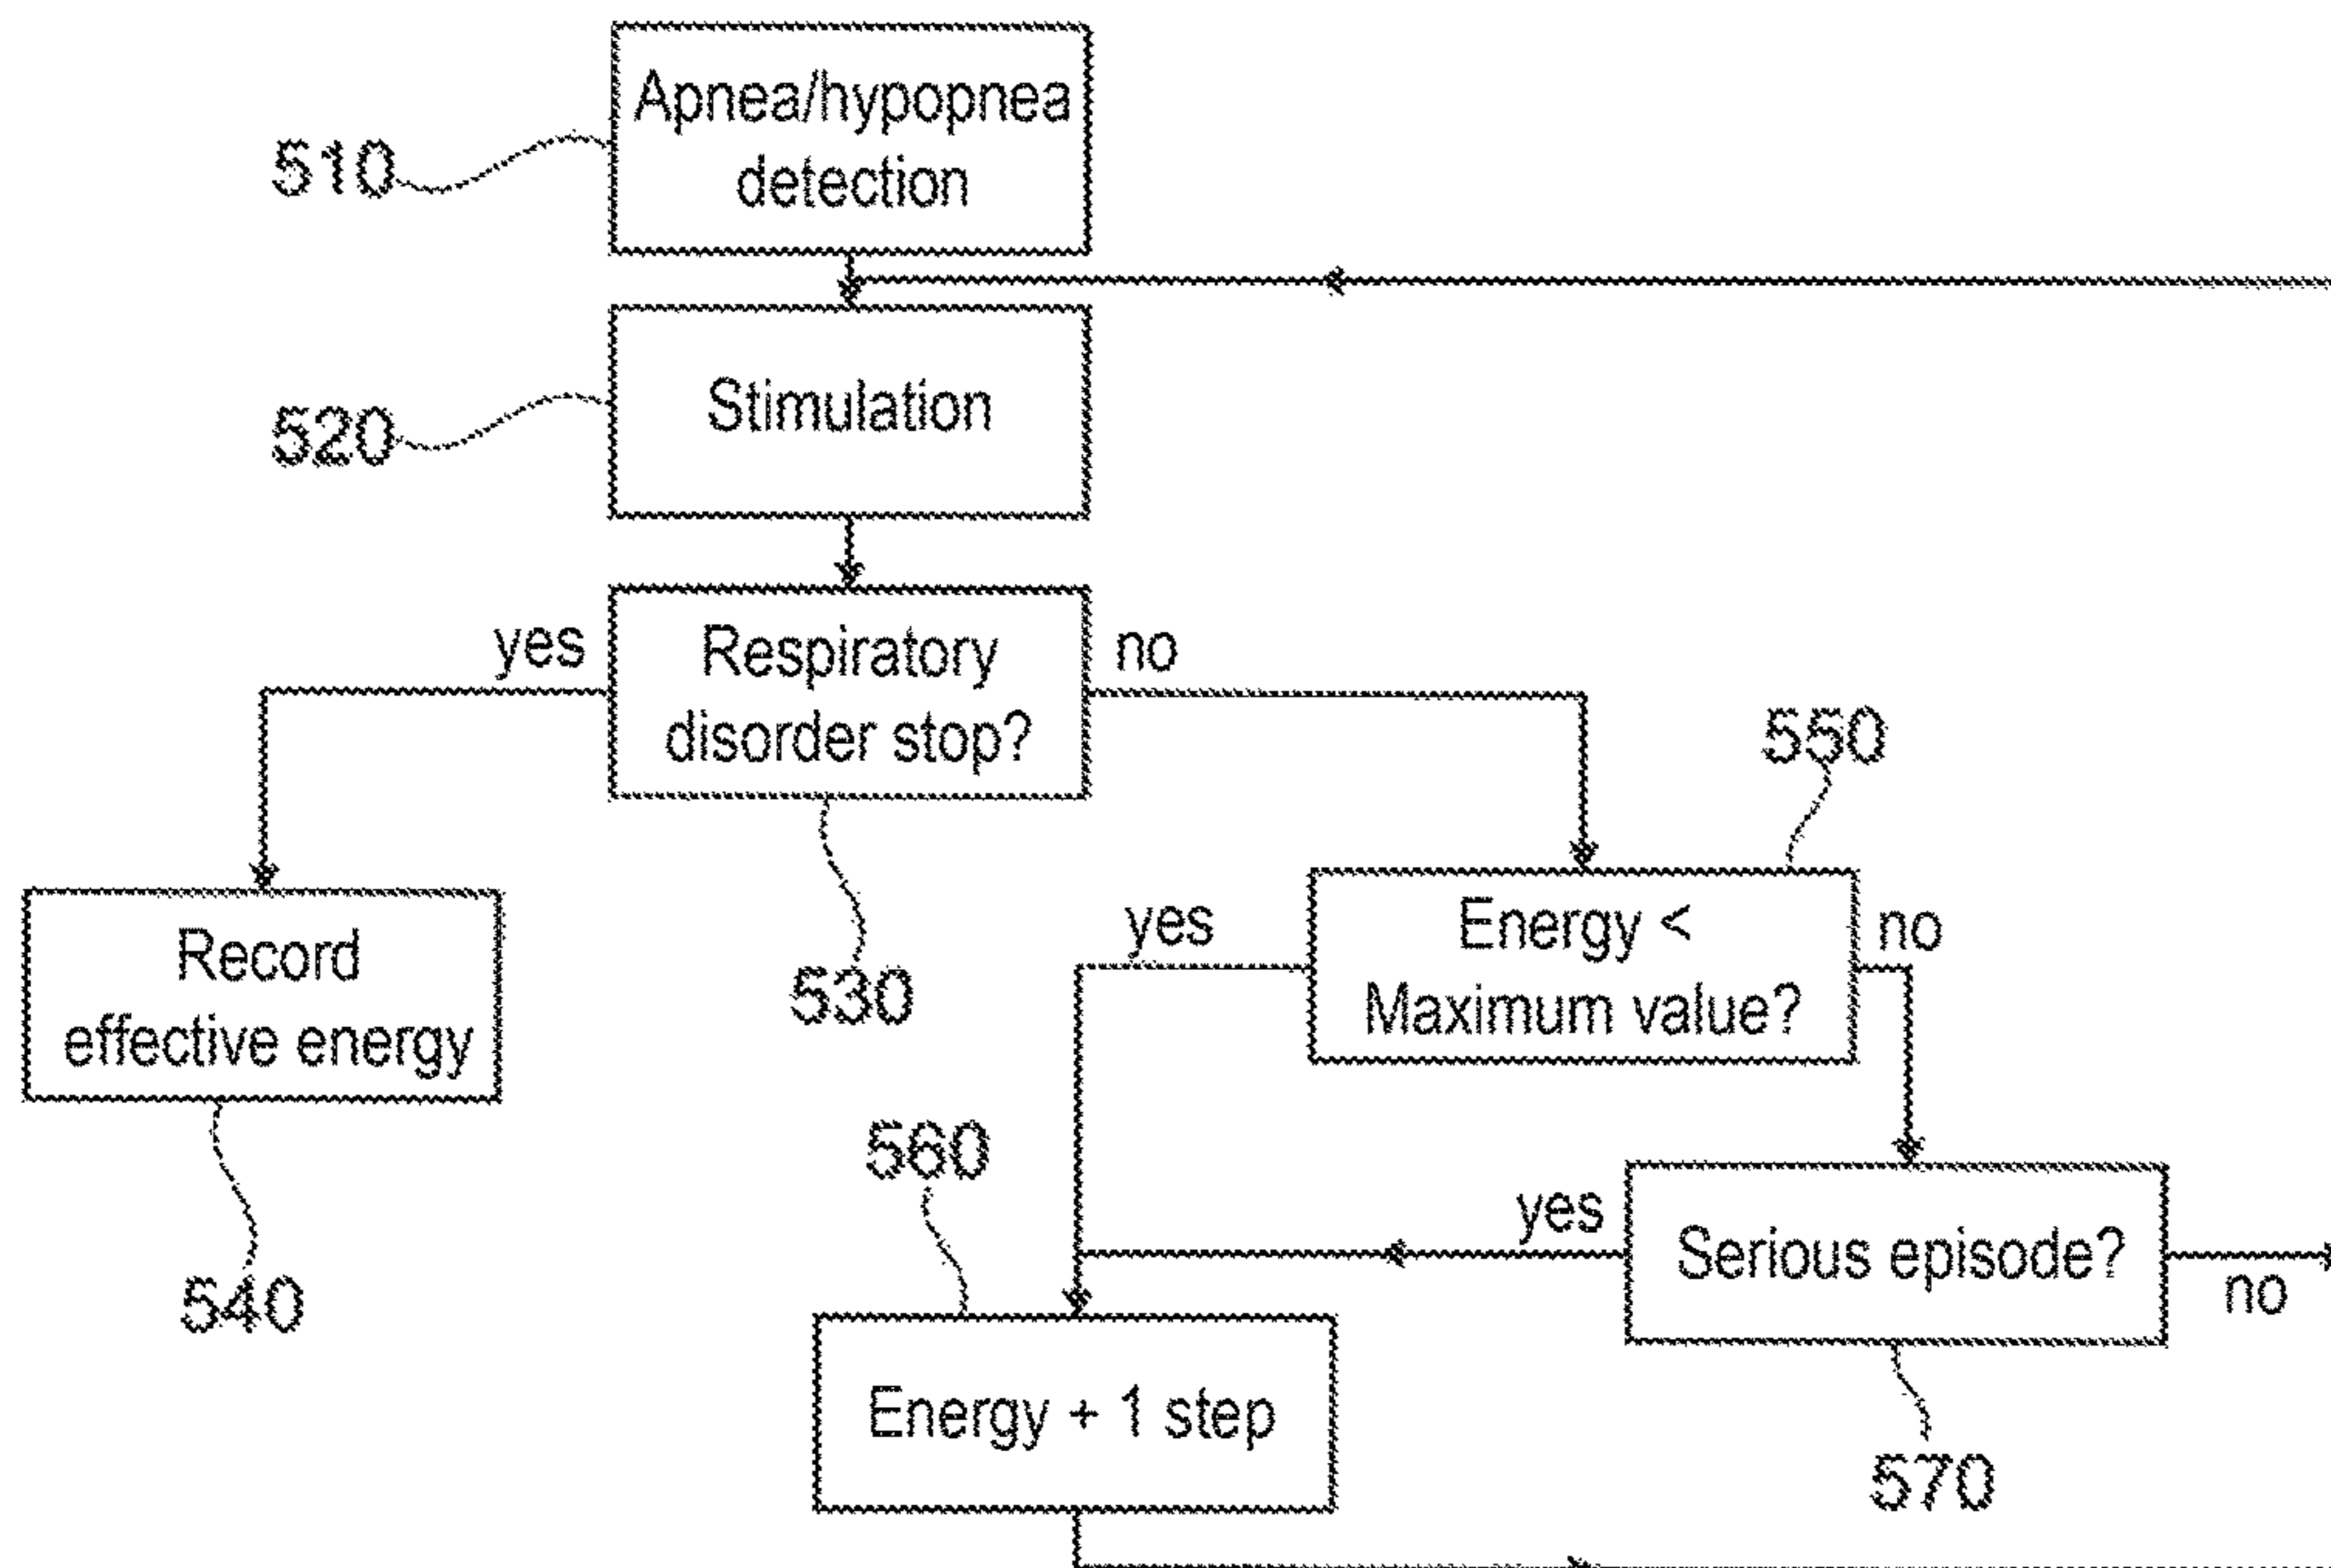 Apnea/hypopnea
detection
510
Stimulation
520
yes
Respiratory
disorder stop?
no
530
550
Record
effective energy
540
yes
Energy <
Maximum value?
no
560
yes
Serious episode?
no
570
Energy + 1 step